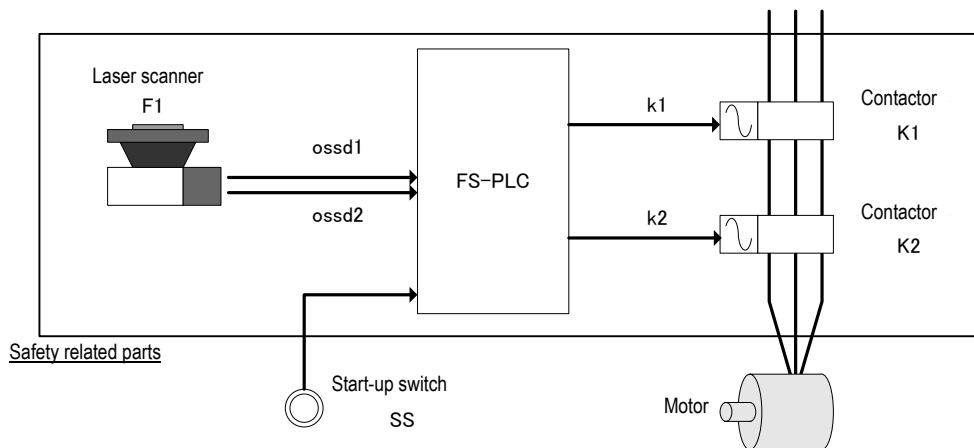 Laser scanner
F1
ossd1
ossd2
FS-PLC
k1
k2
Contactor
K1
Contactor
K2
Safety related parts
Start-up switch
SS
Motor